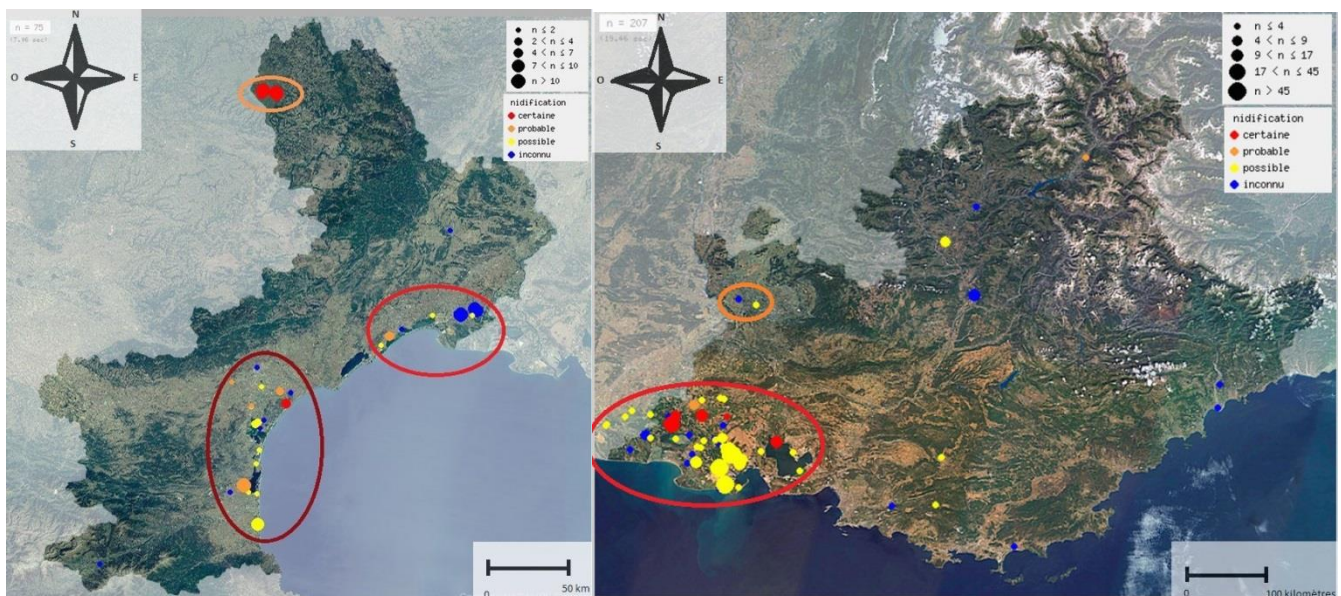 n = 75
N
O
E
S
n ≤ 2
2 < n ≤ 4
4 < n ≤ 7
7 < n ≤ 10
n > 10
nidification
certaine
probable
possible
inconnu
0
50 km
n = 207
N
O
E
S
n ≤ 4
4 < n ≤ 9
9 < n ≤ 17
17 < n ≤ 45
n > 45
nidification
certaine
probable
possible
inconnu
0
100 kilomètres